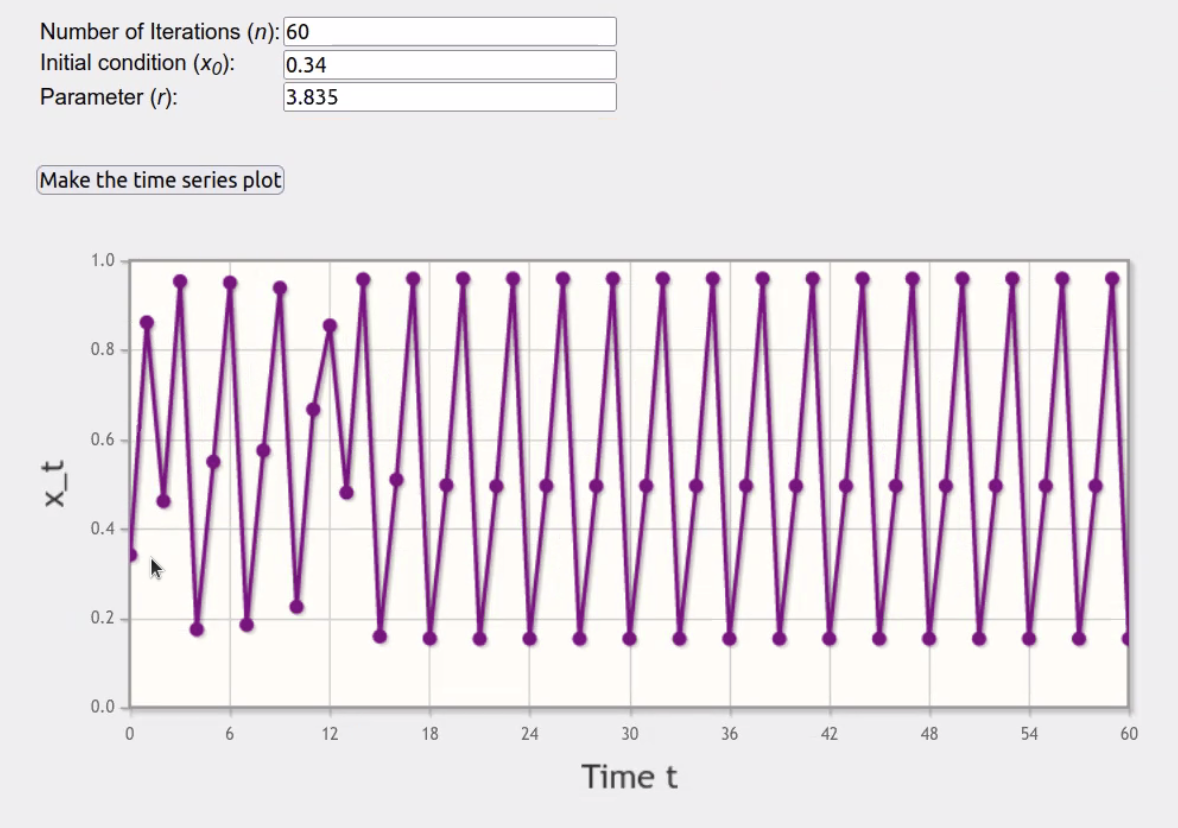 Number of Iterations (n): 60
Initial condition (x0): 0.34
Parameter (r): 3.835
Make the time series plot
1.0
0.8
0.6
0.4
0.2
0.0
x_t
0 6 12 18 24 30 36 42 48 54 60
Time t